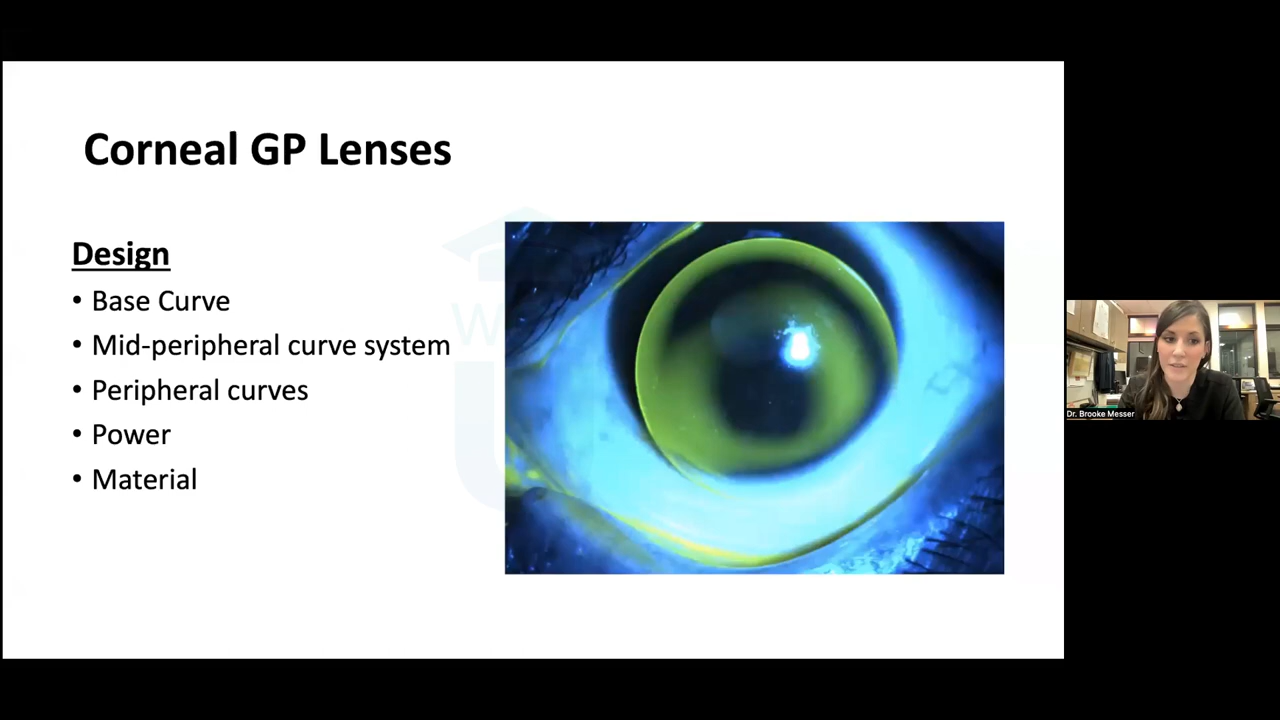 Corneal GP Lenses
Design
• Base Curve
• Mid-peripheral curve system
• Peripheral curves
• Power
• Material
Dr. Brooke Messer